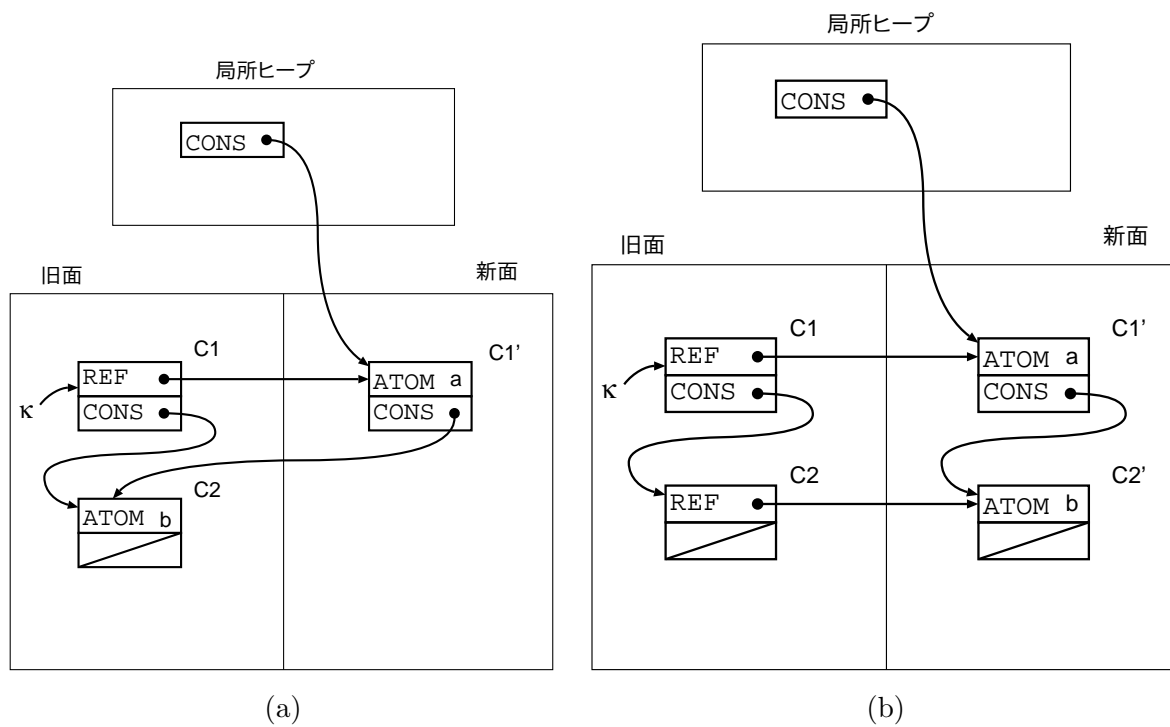 局所ヒープ
CONS
旧面
新面
C1
C1’
REF
ATOM a
κ
CONS
CONS
C2
ATOM b
(a)
局所ヒープ
CONS
旧面
新面
C1
C1’
REF
ATOM a
κ
CONS
CONS
C2
C2’
REF
ATOM b
(b)